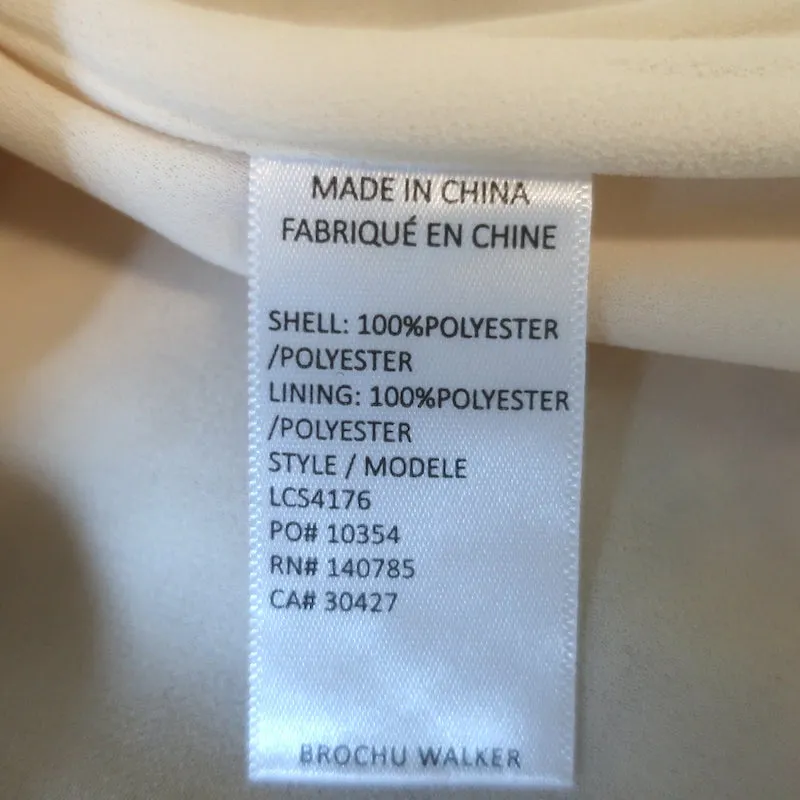 MADE IN CHINA
FABRIQUÉ EN CHINE
SHELL: 100%POLYESTER
/POLYESTER
LINING: 100%POLYESTER
/POLYESTER
STYLE / MODELE
LCS4176
PO# 10354
RN# 140785
CA# 30427
BROCHU WALKER